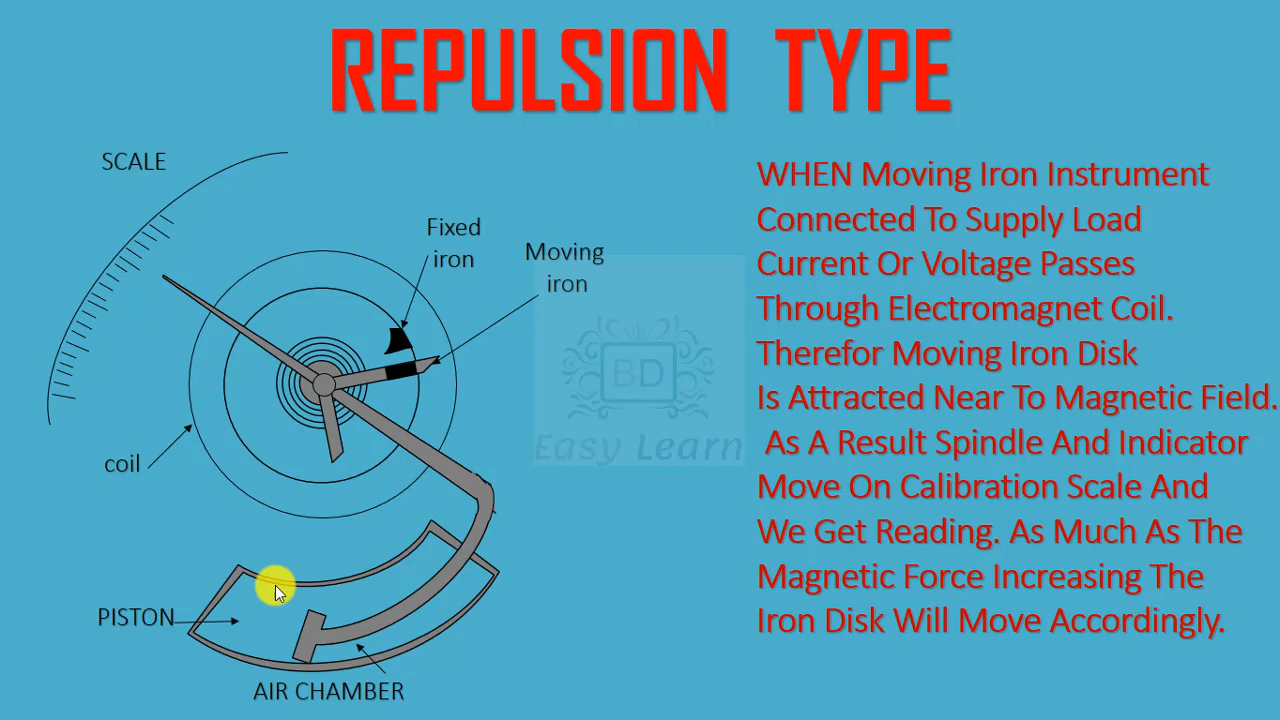 REPULSION TYPE
SCALE
Fixed
iron
Moving
iron
coil
PISTON
AIR CHAMBER
BD
Easy Learn
WHEN Moving Iron Instrument
Connected To Supply Load
Current Or Voltage Passes
Through Electromagnet Coil.
Therefor Moving Iron Disk
Is Attracted Near To Magnetic Field.
As A Result Spindle And Indicator
Move On Calibration Scale And
We Get Reading. As Much As The
Magnetic Force Increasing The
Iron Disk Will Move Accordingly.